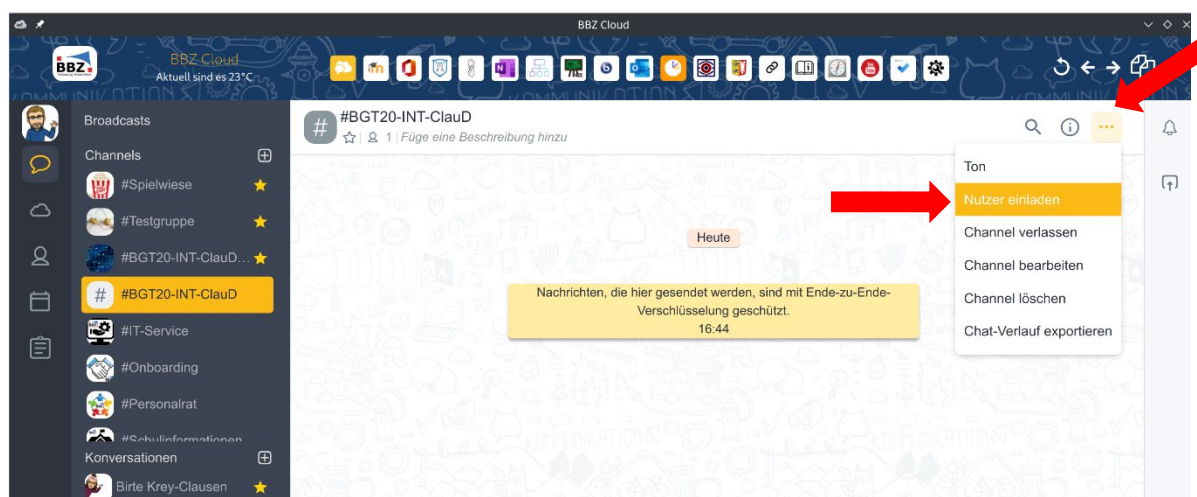 BBZ Cloud
BBZ
BBZ Cloud
Aktuell sind es 23°C
Broadcasts
Channels
#Spielwiese
#Testgruppe
#BGT20-INT-ClauD...
#BGT20-INT-ClauD
#IT-Service
#Onboarding
#Personalrat
#Schulinformationen
Konversationen
Birte Krey-Clausen
#BGT20-INT-ClauD
1 Füge eine Beschreibung hinzu
Heute
Nachrichten, die hier gesendet werden, sind mit Ende-zu-Ende-
Verschlüsselung geschützt.
16:44
Ton
Nutzer einladen
Channel verlassen
Channel bearbeiten
Channel löschen
Chat-Verlauf exportieren